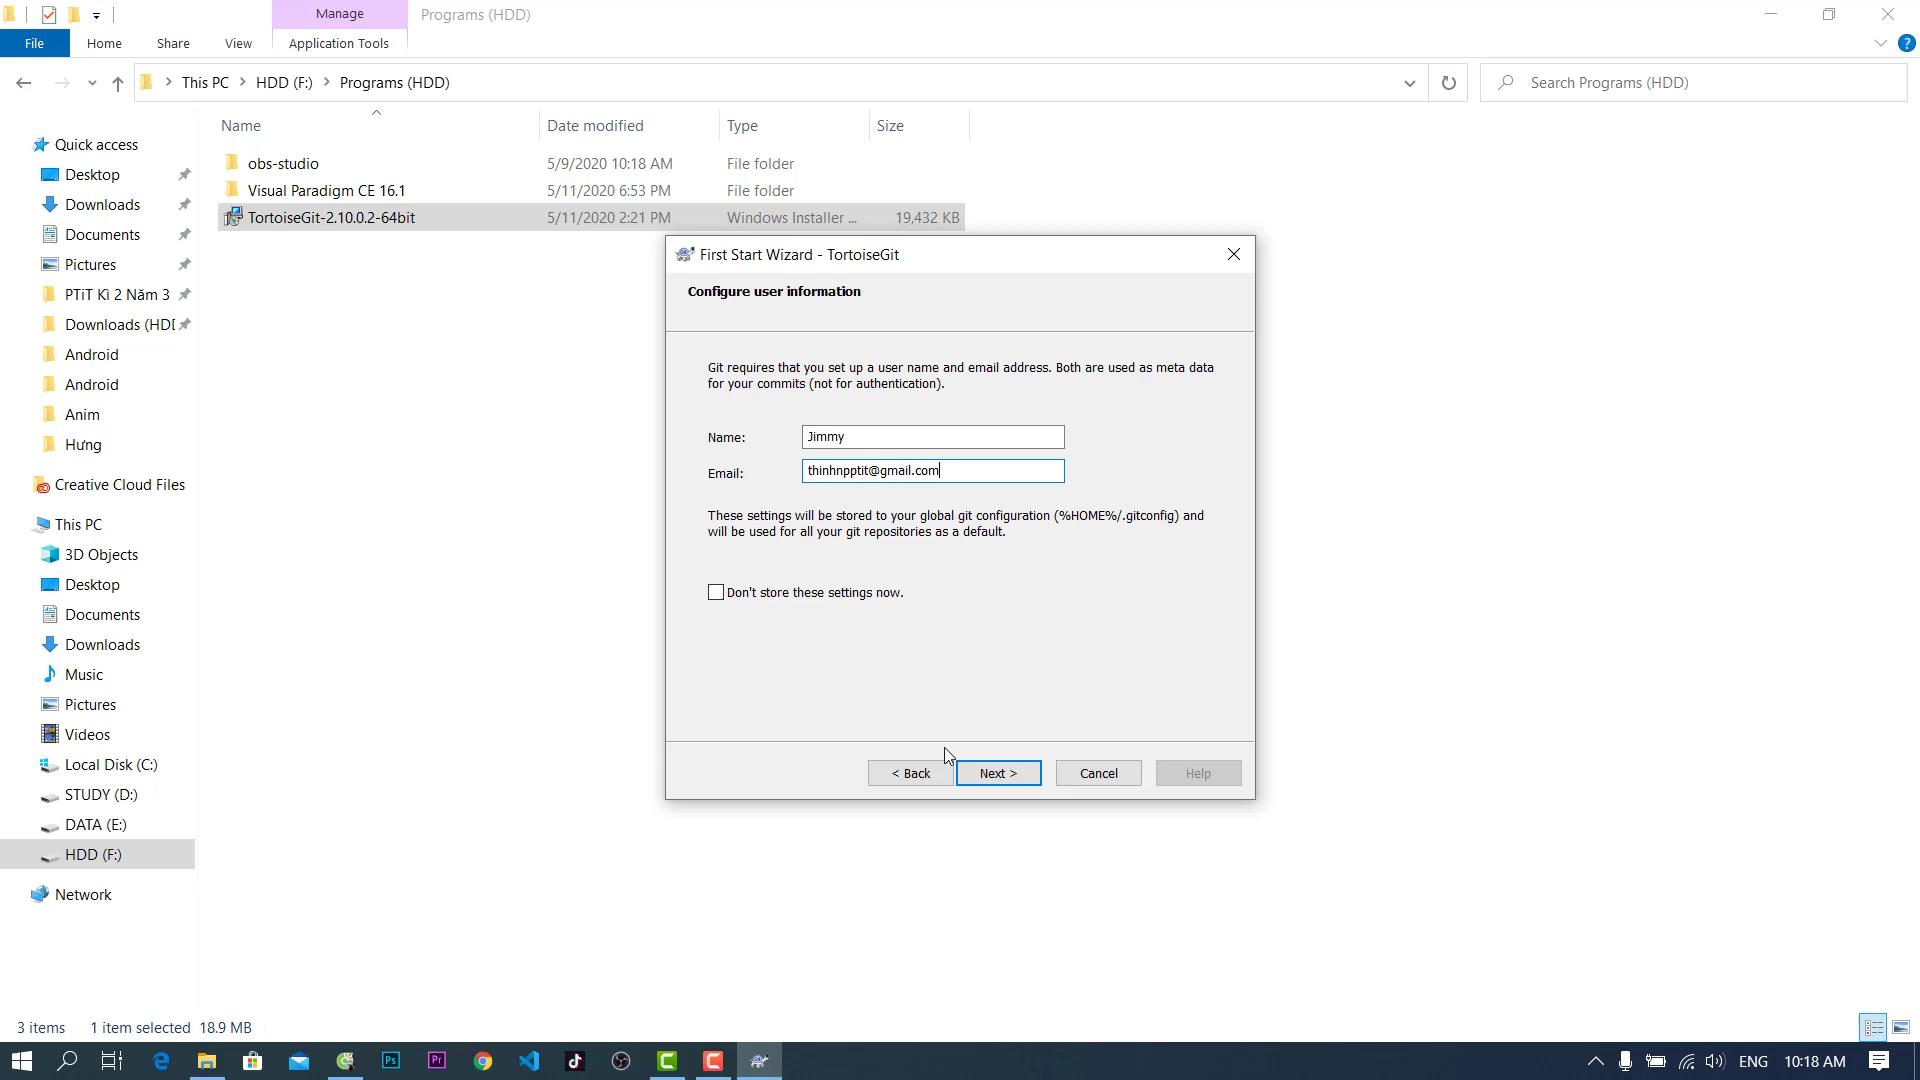 Manage
Programs (HDD)
File
Home
Share
View
Application Tools
This PC
HDD (F:)
Programs (HDD)
Search Programs (HDD)
Name
Date modified
Type
Size
obs-studio
5/9/2020 10:18 AM
File folder
Visual Paradigm CE 16.1
5/11/2020 6:53 PM
File folder
TortoiseGit-2.10.0.2-64bit
5/11/2020 2:21 PM
Windows Installer ...
19,432 KB
Quick access
Desktop
Downloads
Documents
Pictures
PTiT Kì 2 Năm 3
Downloads (HDD
Android
Android
Anim
Hưng
Creative Cloud Files
This PC
3D Objects
Desktop
Documents
Downloads
Music
Pictures
Videos
Local Disk (C:)
STUDY (D:)
DATA (E:)
HDD (F:)
Network
First Start Wizard - TortoiseGit
Configure user information
Git requires that you set up a user name and email address. Both are used as meta data
for your commits (not for authentication).
Name:
Jimmy
Email:
thinhnpptit@gmail.com
These settings will be stored to your global git configuration (%HOME%/.gitconfig) and
will be used for all your git repositories as a default.
Don't store these settings now.
< Back
Next >
Cancel
Help
3 items
1 item selected 18.9 MB
Ps
Pr
ENG
10:18 AM